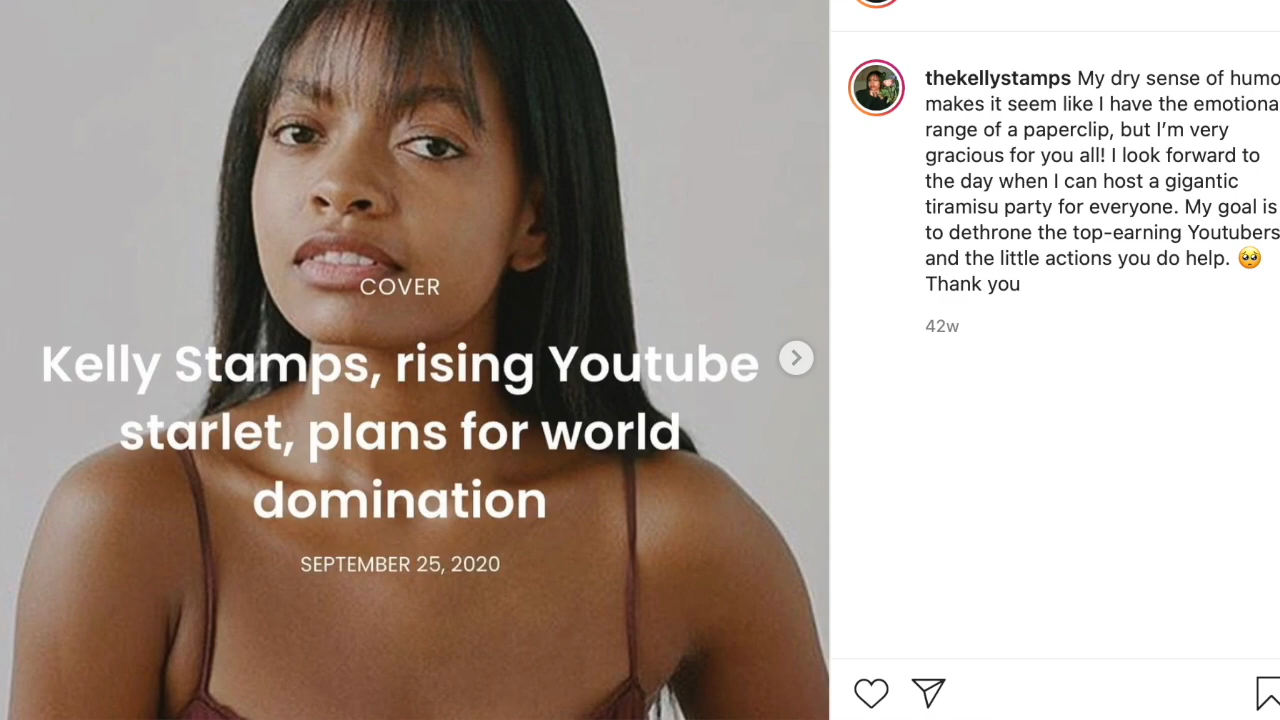 COVER
Kelly Stamps, rising Youtube
starlet, plans for world
domination
SEPTEMBER 25, 2020
thekellystamps My dry sense of humo
makes it seem like I have the emotiona
range of a paperclip, but I’m very
gracious for you all! I look forward to
the day when I can host a gigantic
tiramisu party for everyone. My goal is
to dethrone the top-earning Youtubers
and the little actions you do help. 🥺
Thank you
42w